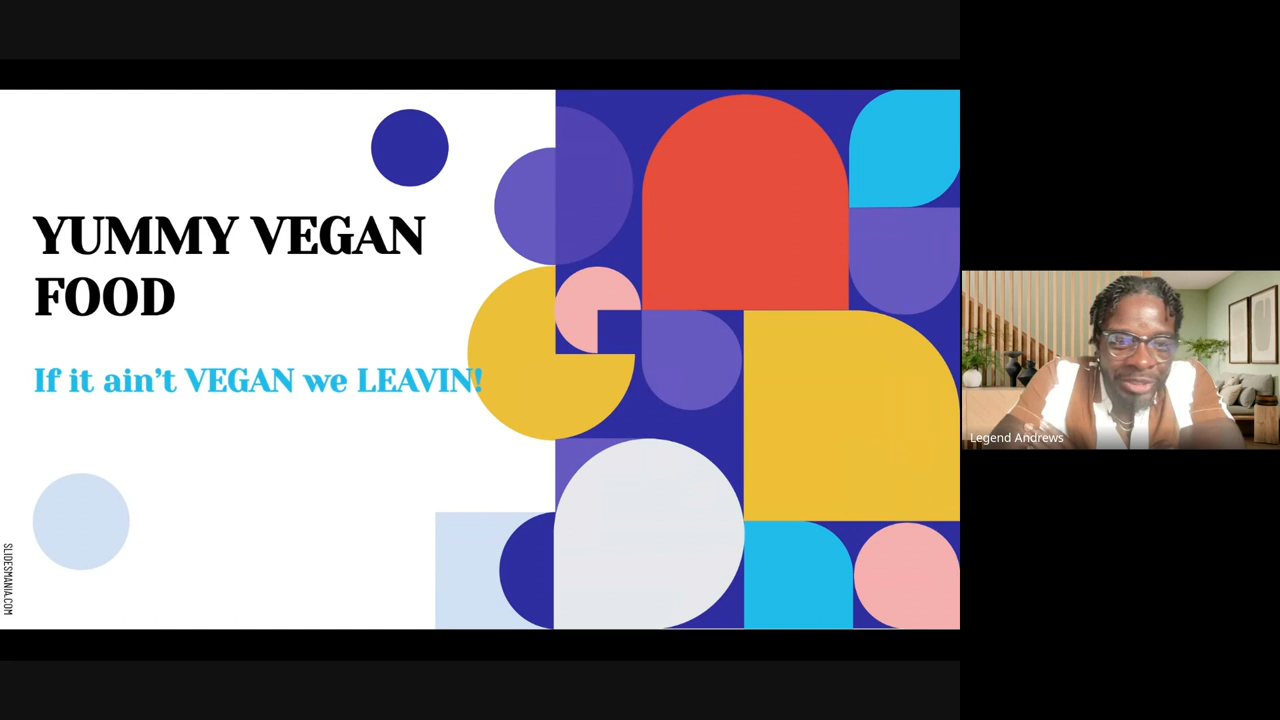 YUMMY VEGAN
FOOD
If it ain’t VEGAN we LEAVIN!
SLIDESMANIA.COM
Legend Andrews